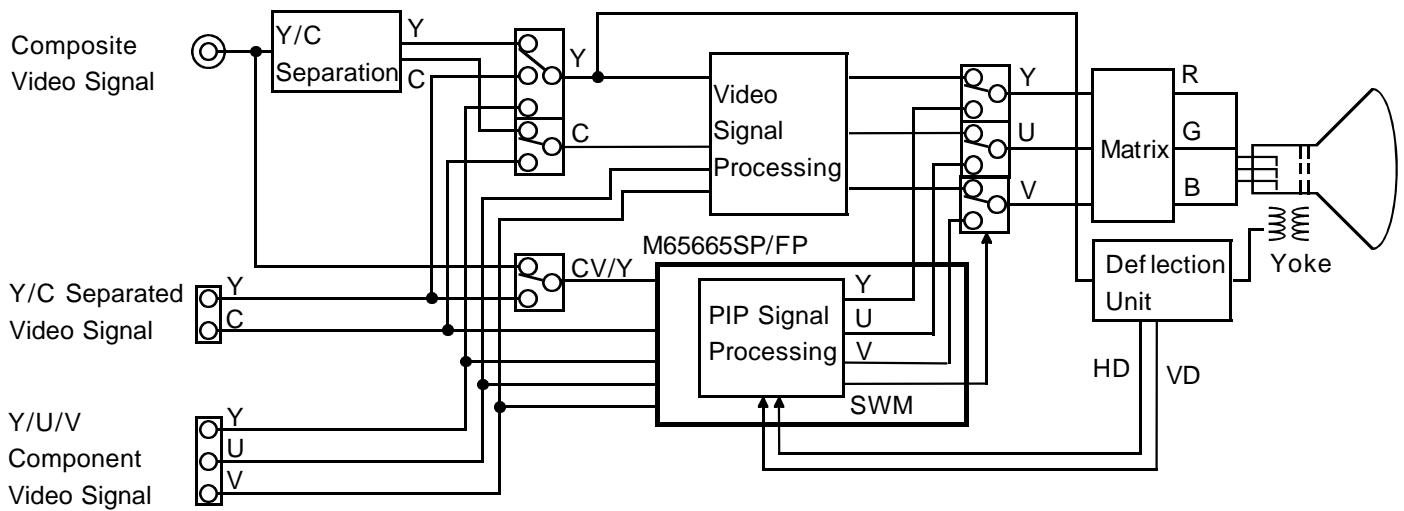 Composite
Video Signal
Y/C
Separation
Y
C
Y
C
Video
Signal
Processing
Y
U
V
Matrix
R
G
B
Yoke
Deflection
Unit
HD
VD
M65665SP/FP
CV/Y
PIP Signal
Processing
Y
U
V
SWM
Y/C Separated
Video Signal
Y
C
Y/U/V
Component
Video Signal
Y
U
V